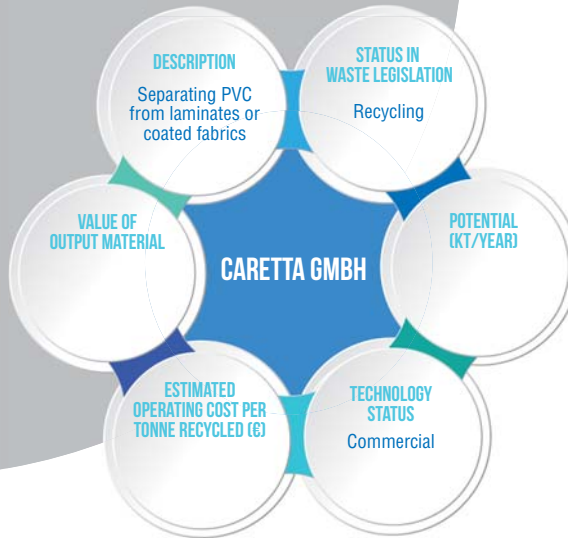 DESCRIPTION
Separating PVC
from laminates or
coated fabrics
STATUS IN
WASTE LEGISLATION
Recycling
VALUE OF
OUTPUT MATERIAL
CARETTA GMBH
POTENTIAL
(KT/YEAR)
ESTIMATED
OPERATING COST PER
TONNE RECYCLED (€)
TECHNOLOGY
STATUS
Commercial